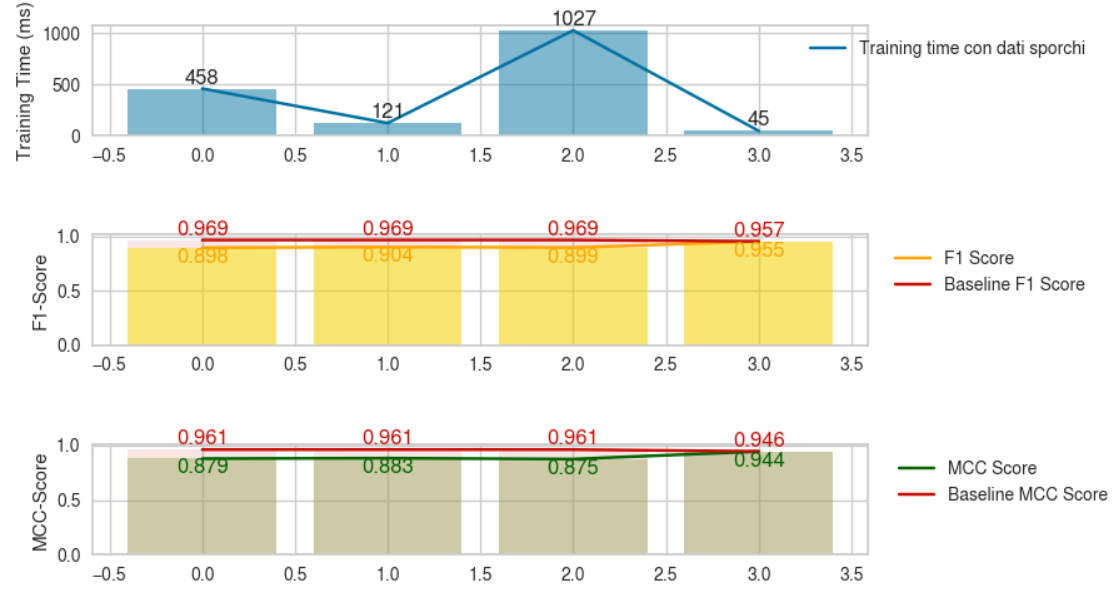 Training Time (ms)
1000
500
0
458
121
1027
45
Training time con dati sporchi
−0.5 0.0 0.5 1.0 1.5 2.0 2.5 3.0 3.5
F1-Score
1.0
0.5
0.0
0.969 0.969 0.969 0.957
0.898 0.904 0.899 0.955
F1 Score
Baseline F1 Score
−0.5 0.0 0.5 1.0 1.5 2.0 2.5 3.0 3.5
MCC-Score
1.0
0.5
0.0
0.961 0.961 0.961 0.946
0.879 0.883 0.875 0.944
MCC Score
Baseline MCC Score
−0.5 0.0 0.5 1.0 1.5 2.0 2.5 3.0 3.5